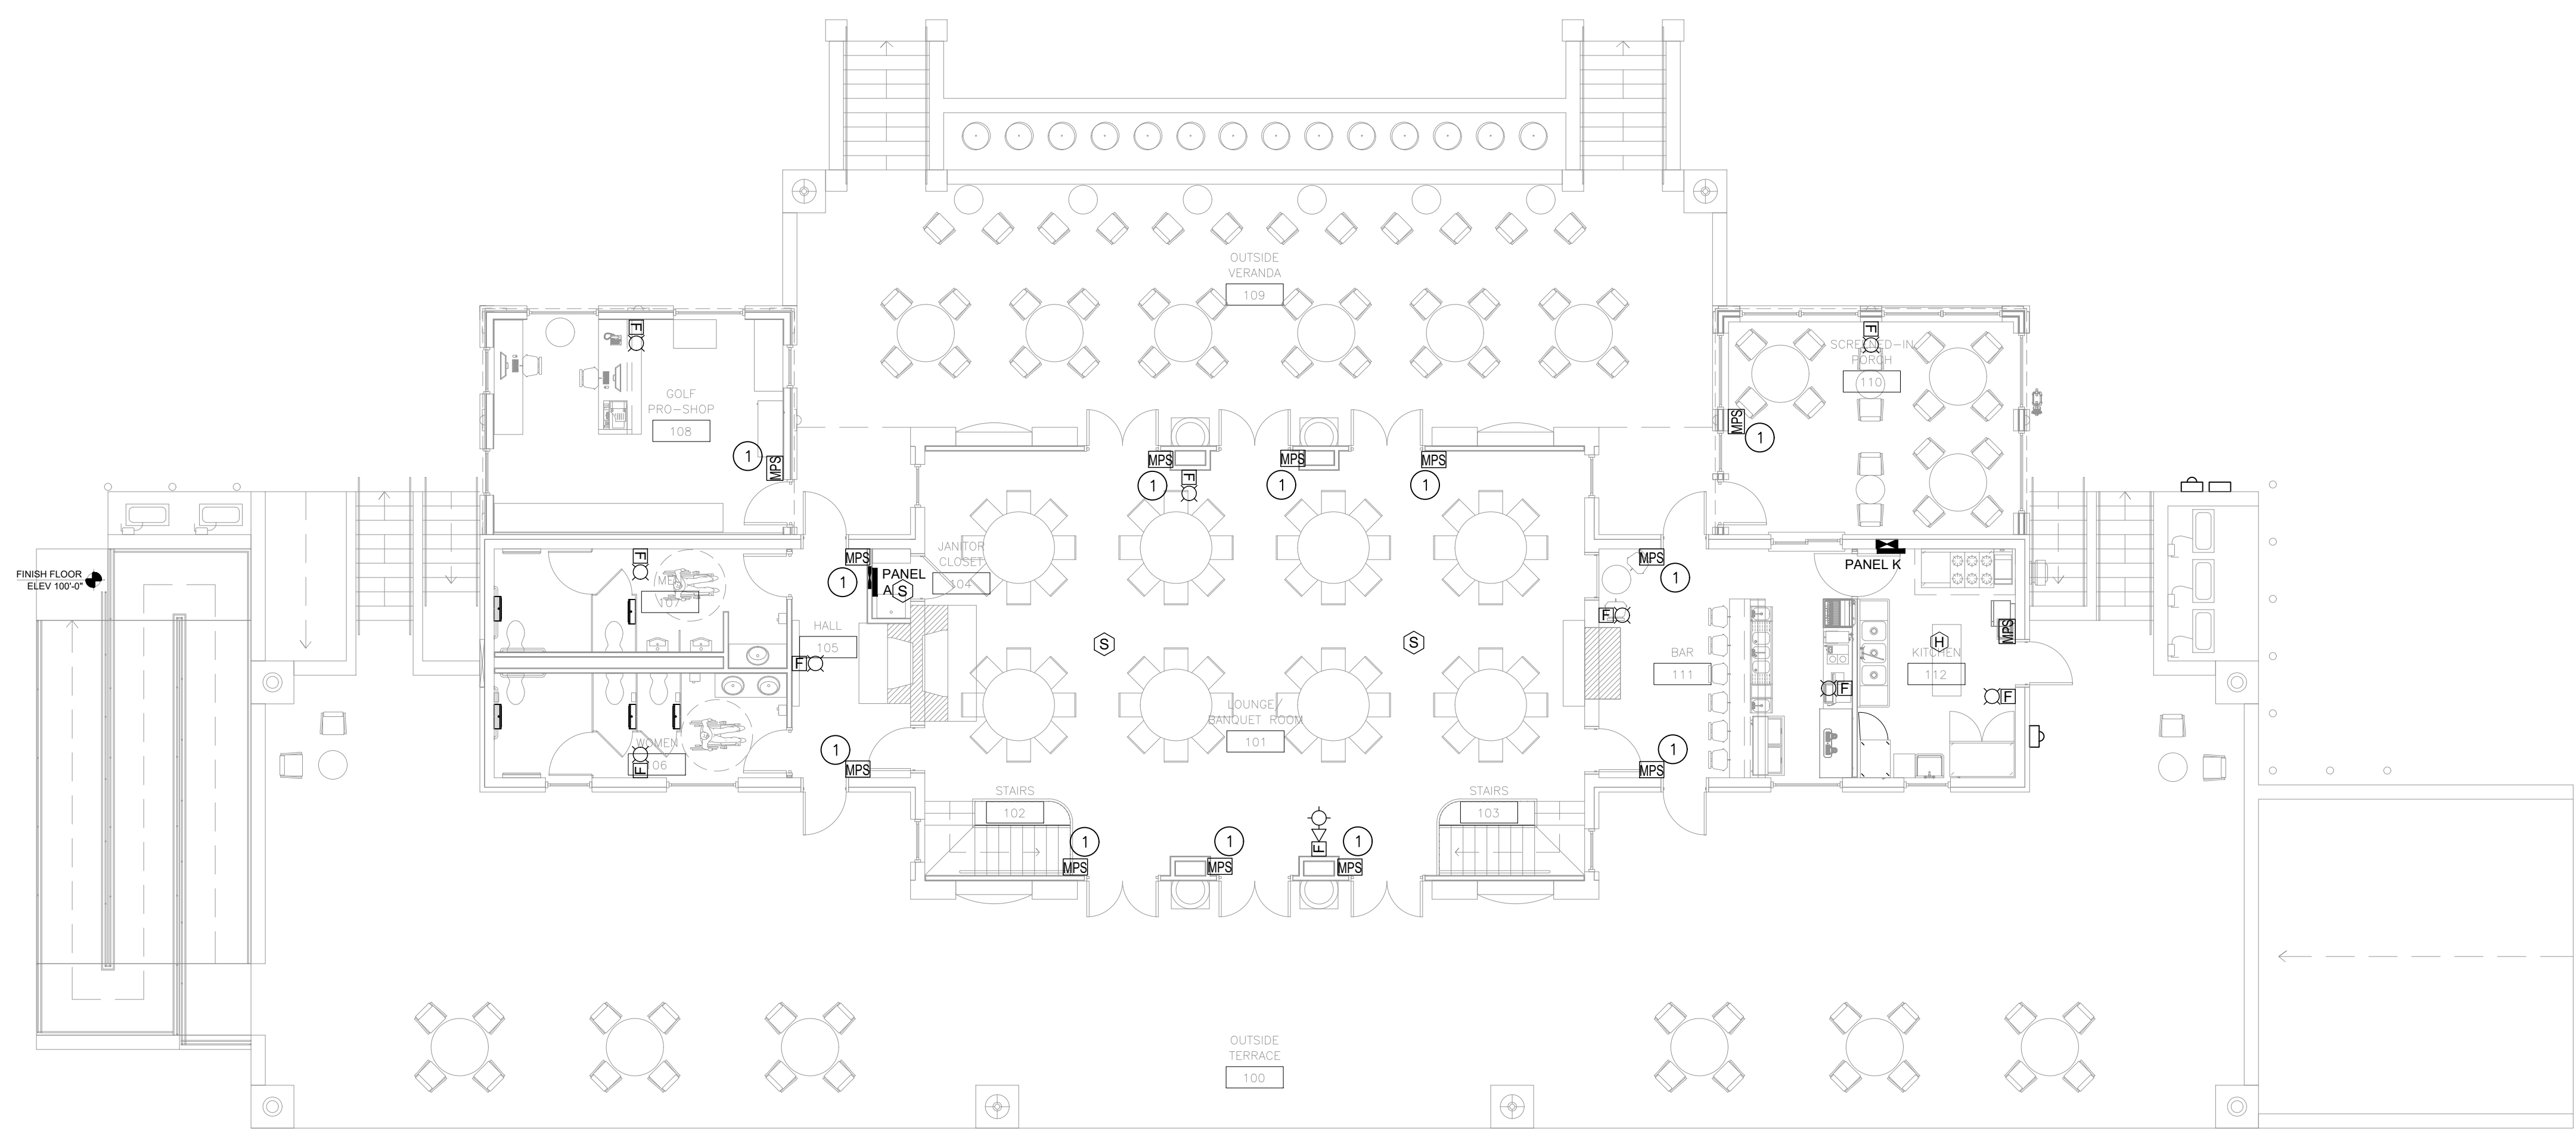 OUTSIDE
VERANDA
109
F
F
SCREENED-IN
PORCH
110
GOLF
PRO-SHOP
108
MPS
1
1
MPS
MPS
1
F
MPS
1
MPS
1
FINISH FLOOR
ELEV 100'-0"
F
MEN
107
MPS
1
PANEL
A
S
JANITOR
CLOSET
104
MPS
1
PANEL K
F
HALL
105
F
S
S
BAR
111
H
KITCHEN
112
MPS
F
F
LOUNGE/
BANQUET ROOM
101
WOMEN
106
F
1
MPS
1
MPS
STAIRS
102
STAIRS
103
1
MPS
1
MPS
F
1
MPS
OUTSIDE
TERRACE
100